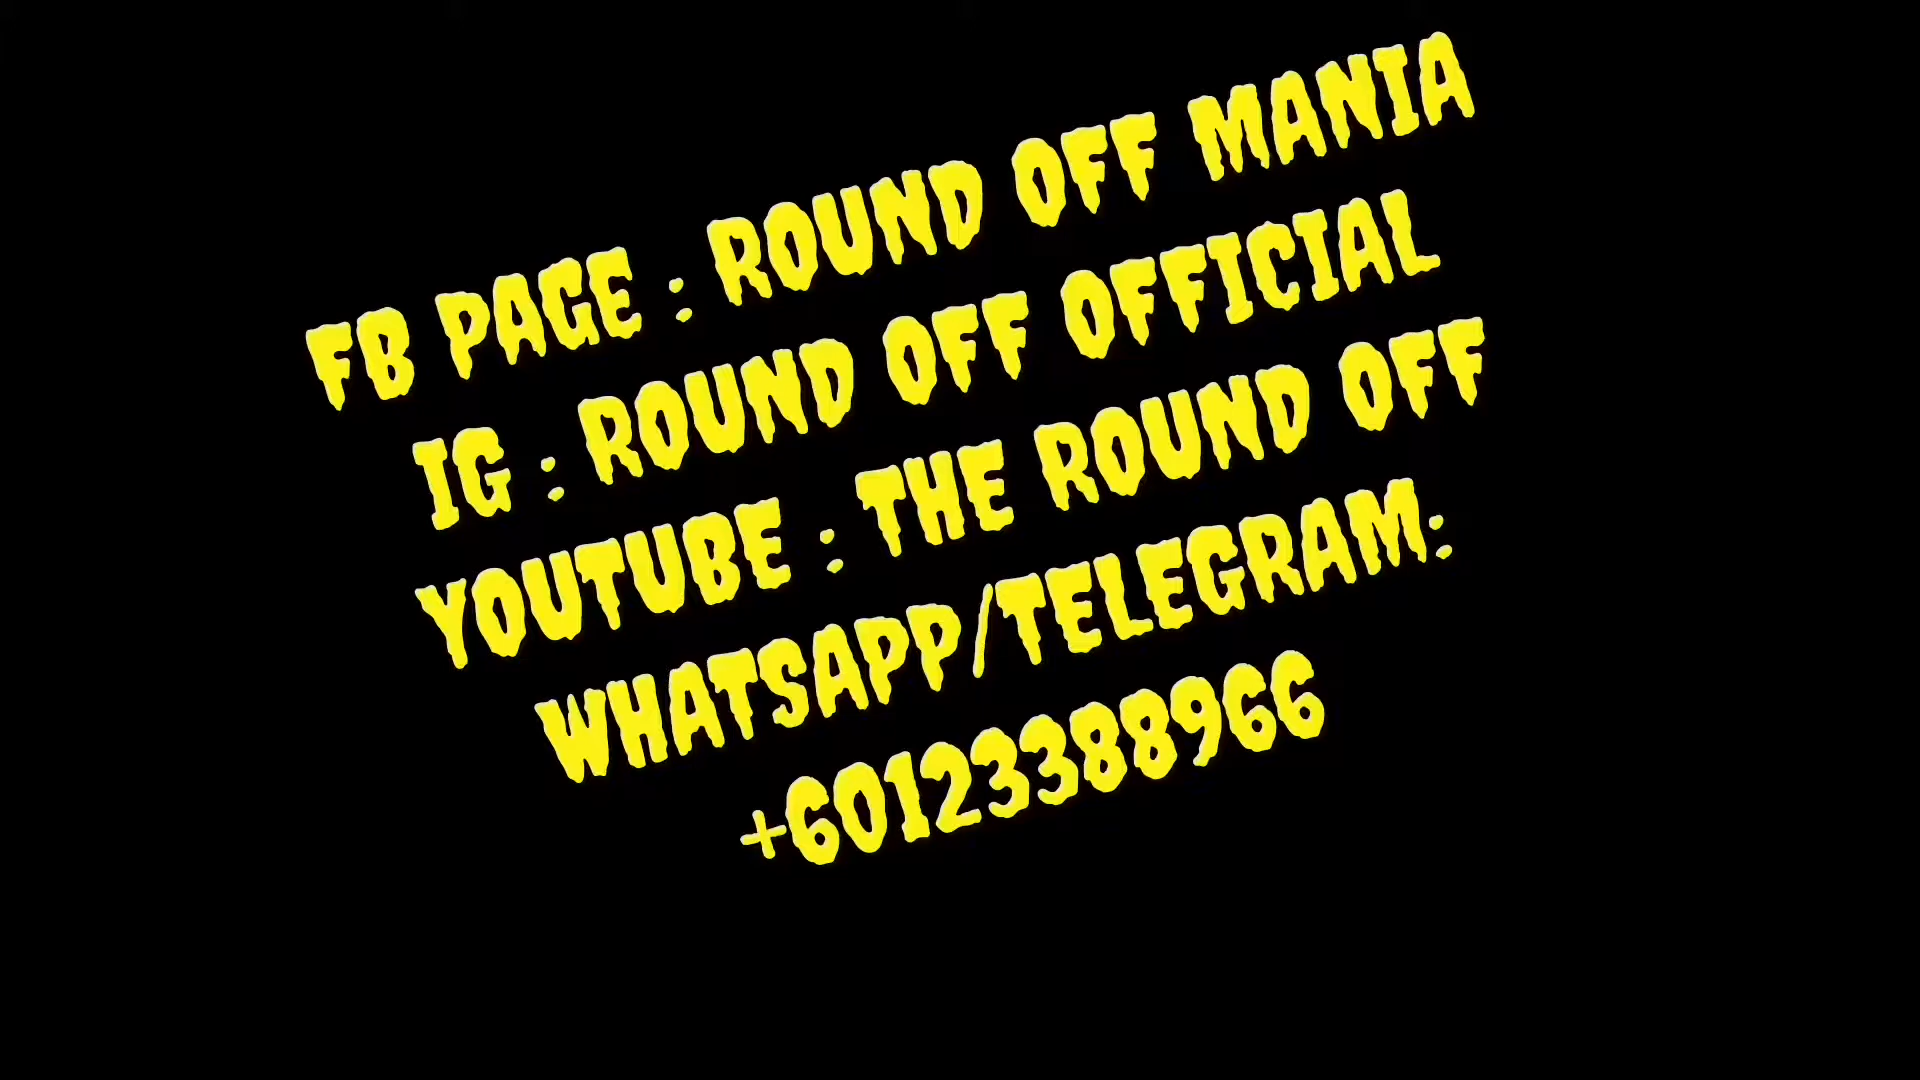 FB PAGE : ROUND OFF MANIA
IG : ROUND OFF OFFICIAL
YOUTUBE : THE ROUND OFF
WHATSAPP/TELEGRAM:
+60123388966